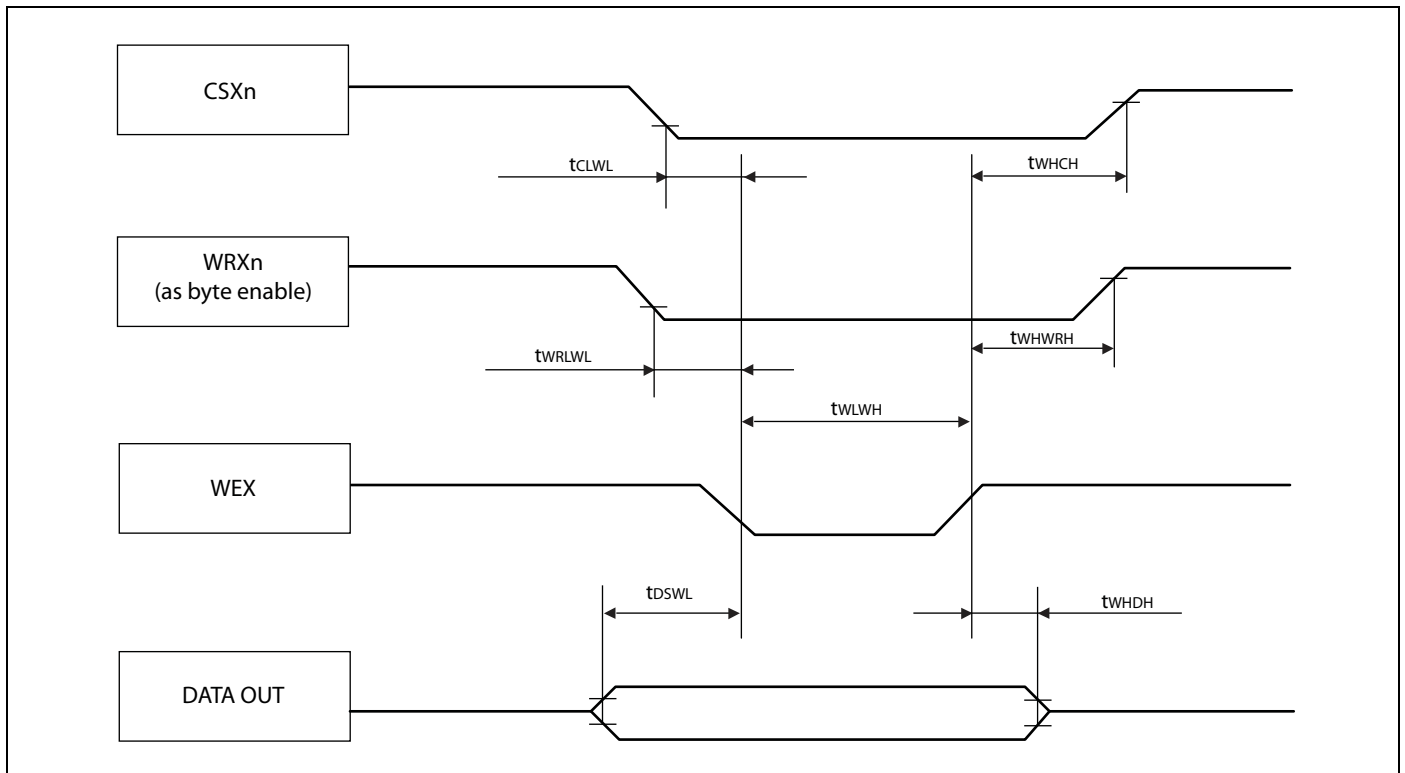 CSXn
tCLWL
tWHCH
WRXn
(as byte enable)
tWRLWL
tWHWRH
tWLWH
WEX
tDSWL
tWHDH
DATA OUT